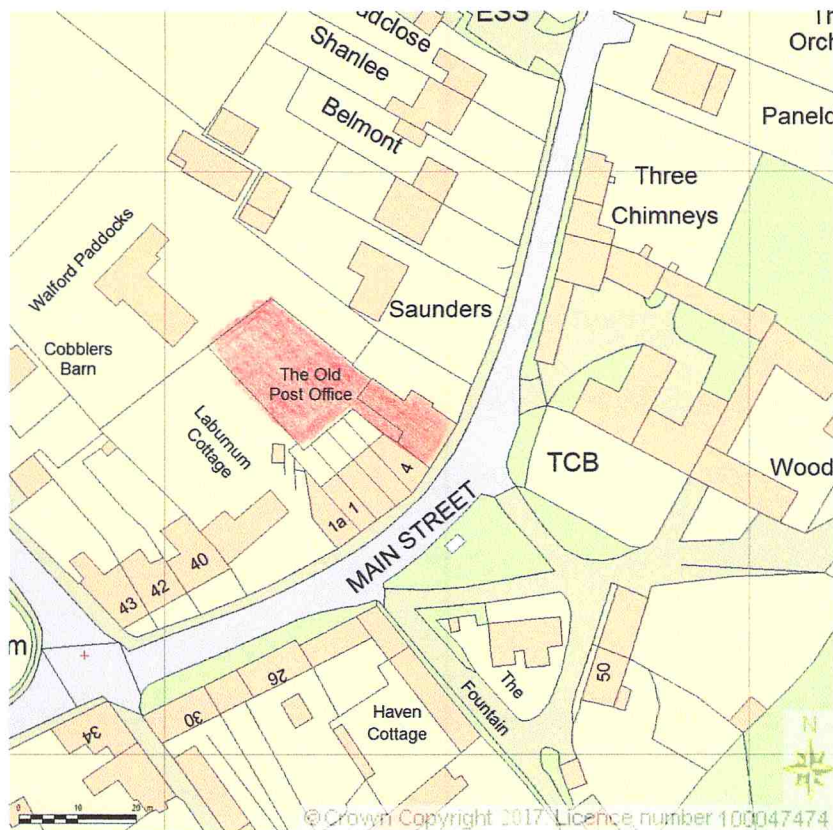 ESS
Shanlee
Belmont
Three
Chimneys
Walford Paddocks
Saunders
Cobblers
Barn
The Old
Post Office
Laburnum
Cottage
TCB
4
1
1a
MAIN STREET
40
42
43
26
30
34
The
Fountain
50
Haven
Cottage
N
0 10 20 m
© Crown Copyright 2017. Licence number 100047474